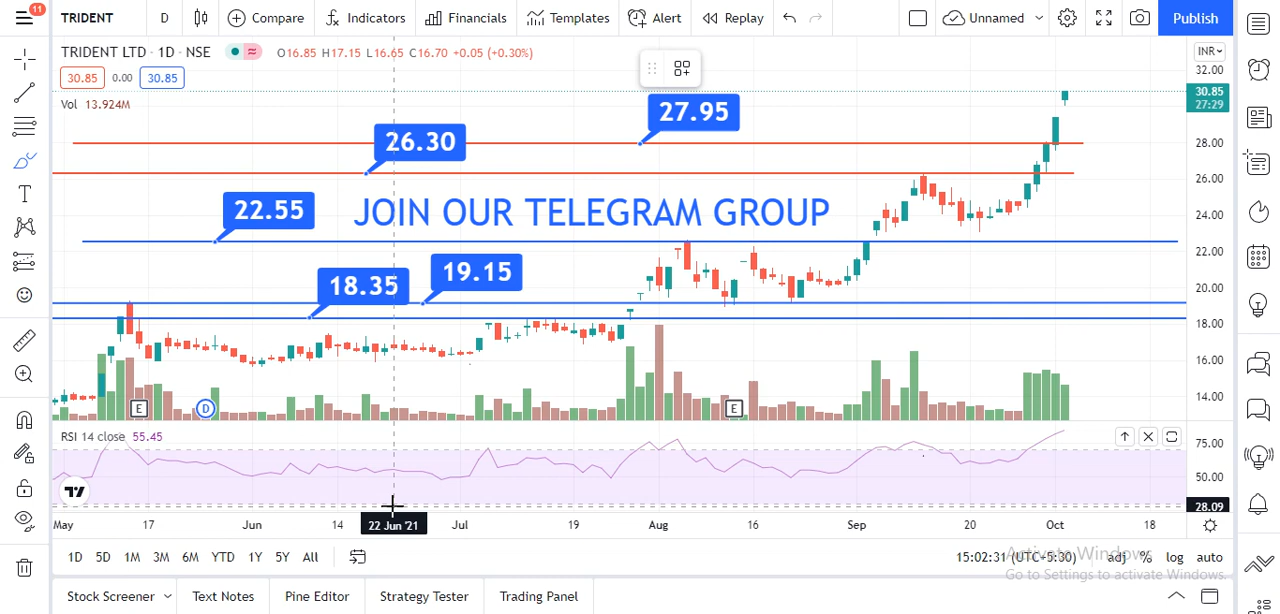 11 TRIDENT D Compare Indicators Financials Templates Alert Replay Unnamed Publish
TRIDENT LTD · 1D · NSE O16.85 H17.15 L16.65 C16.70 +0.05 (+0.30%) INR
30.85 0.00 30.85
Vol 13.924M
32.00
30.85
27:29
27.95
26.30
28.00
26.00
22.55
JOIN OUR TELEGRAM GROUP
24.00
22.00
18.35
19.15
20.00
18.00
16.00
14.00
E D E
RSI 14 close 55.45
75.00
50.00
28.09
May 17 Jun 14 22 Jun '21 Jul 19 Aug 16 Sep 20 Oct 18
1D 5D 1M 3M 6M YTD 1Y 5Y All 15:02:31 (UTC+5:30) adj % log auto
Activate Windows
Go to Settings to activate Windows.
Stock Screener Text Notes Pine Editor Strategy Tester Trading Panel